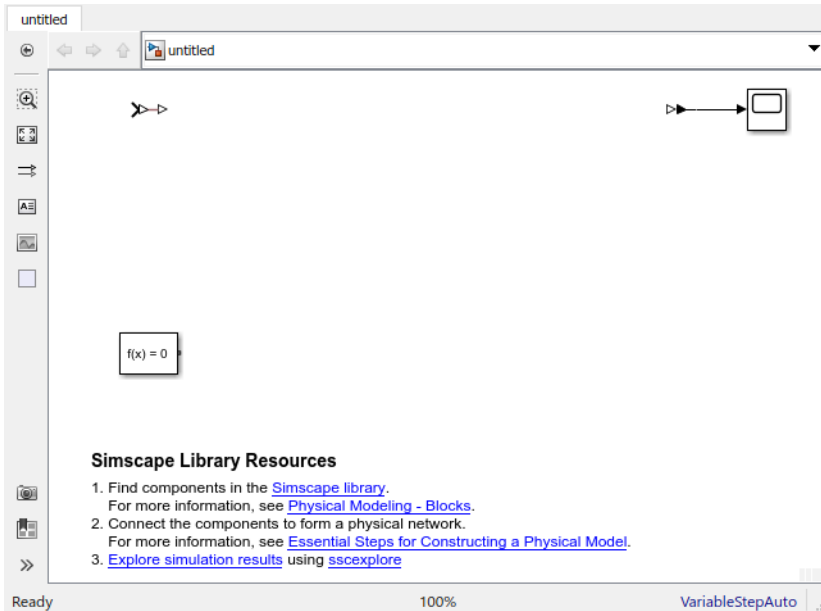 untitled
untitled
f(x) = 0
Simscape Library Resources
1. Find components in the Simscape library.
For more information, see Physical Modeling - Blocks.
2. Connect the components to form a physical network.
For more information, see Essential Steps for Constructing a Physical Model.
3. Explore simulation results using sscexplore
Ready 100% VariableStepAuto